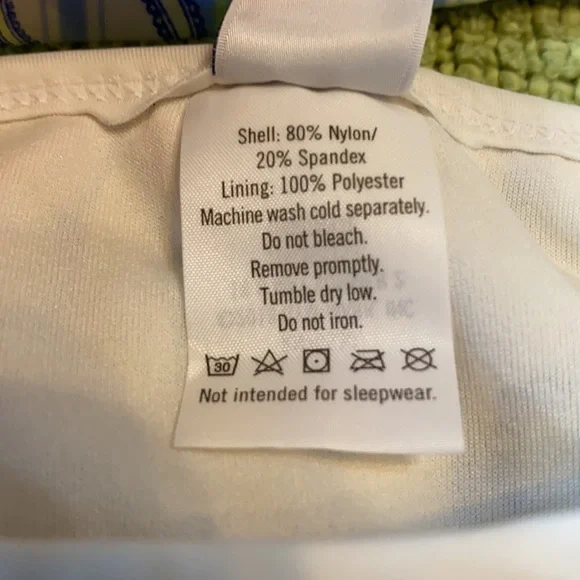 Shell: 80% Nylon/
20% Spandex
Lining: 100% Polyester
Machine wash cold separately.
Do not bleach.
Remove promptly.
Tumble dry low.
Do not iron.
30
Not intended for sleepwear.